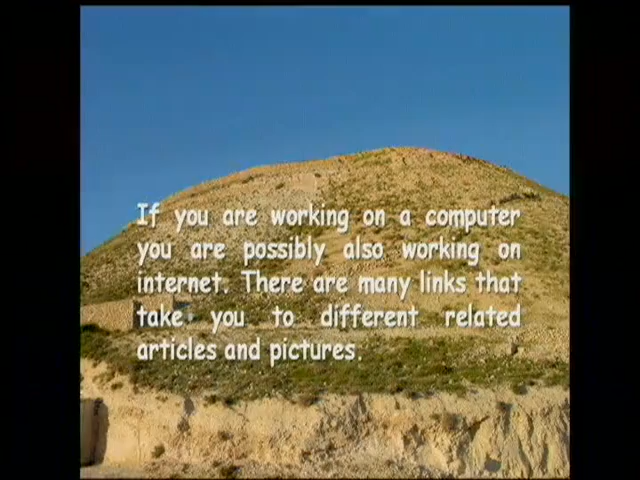 If you are working on a computer
you are possibly also working on
internet. There are many links that
take you to different related
articles and pictures.